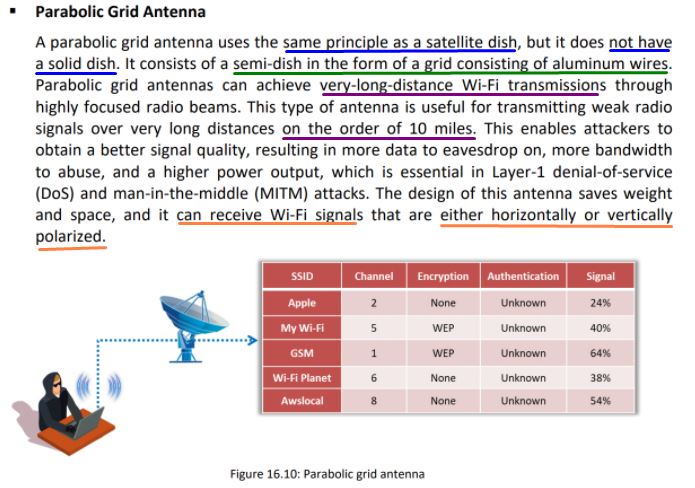 ▪ Parabolic Grid Antenna
A parabolic grid antenna uses the same principle as a satellite dish, but it does not have
a solid dish. It consists of a semi-dish in the form of a grid consisting of aluminum wires.
Parabolic grid antennas can achieve very-long-distance Wi-Fi transmissions through
highly focused radio beams. This type of antenna is useful for transmitting weak radio
signals over very long distances on the order of 10 miles. This enables attackers to
obtain a better signal quality, resulting in more data to eavesdrop on, more bandwidth
to abuse, and a higher power output, which is essential in Layer-1 denial-of-service
(DoS) and man-in-the-middle (MITM) attacks. The design of this antenna saves weight
and space, and it can receive Wi-Fi signals that are either horizontally or vertically
polarized.
SSID Channel Encryption Authentication Signal
Apple 2 None Unknown 24%
My Wi-Fi 5 WEP Unknown 40%
GSM 1 WEP Unknown 64%
Wi-Fi Planet 6 None Unknown 38%
Awslocal 8 None Unknown 54%
Figure 16.10: Parabolic grid antenna